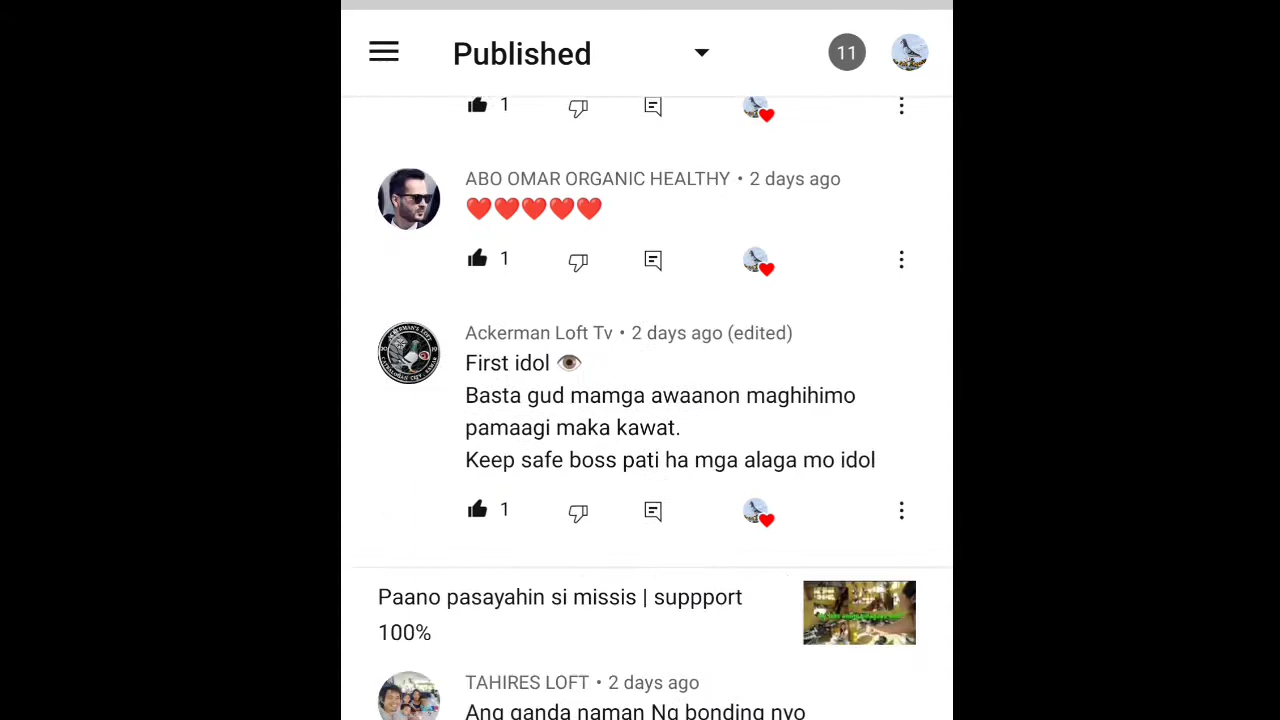 Published
11
1
ABO OMAR ORGANIC HEALTHY • 2 days ago
❤️❤️❤️❤️❤️
1
Ackerman Loft Tv • 2 days ago (edited)
First idol 👁️
Basta gud mamga awaanon maghihimo
pamaagi maka kawat.
Keep safe boss pati ha mga alaga mo idol
1
Paano pasayahin si missis | suppport
100%
TAHIRES LOFT • 2 days ago
Ang ganda naman Ng bonding nyo